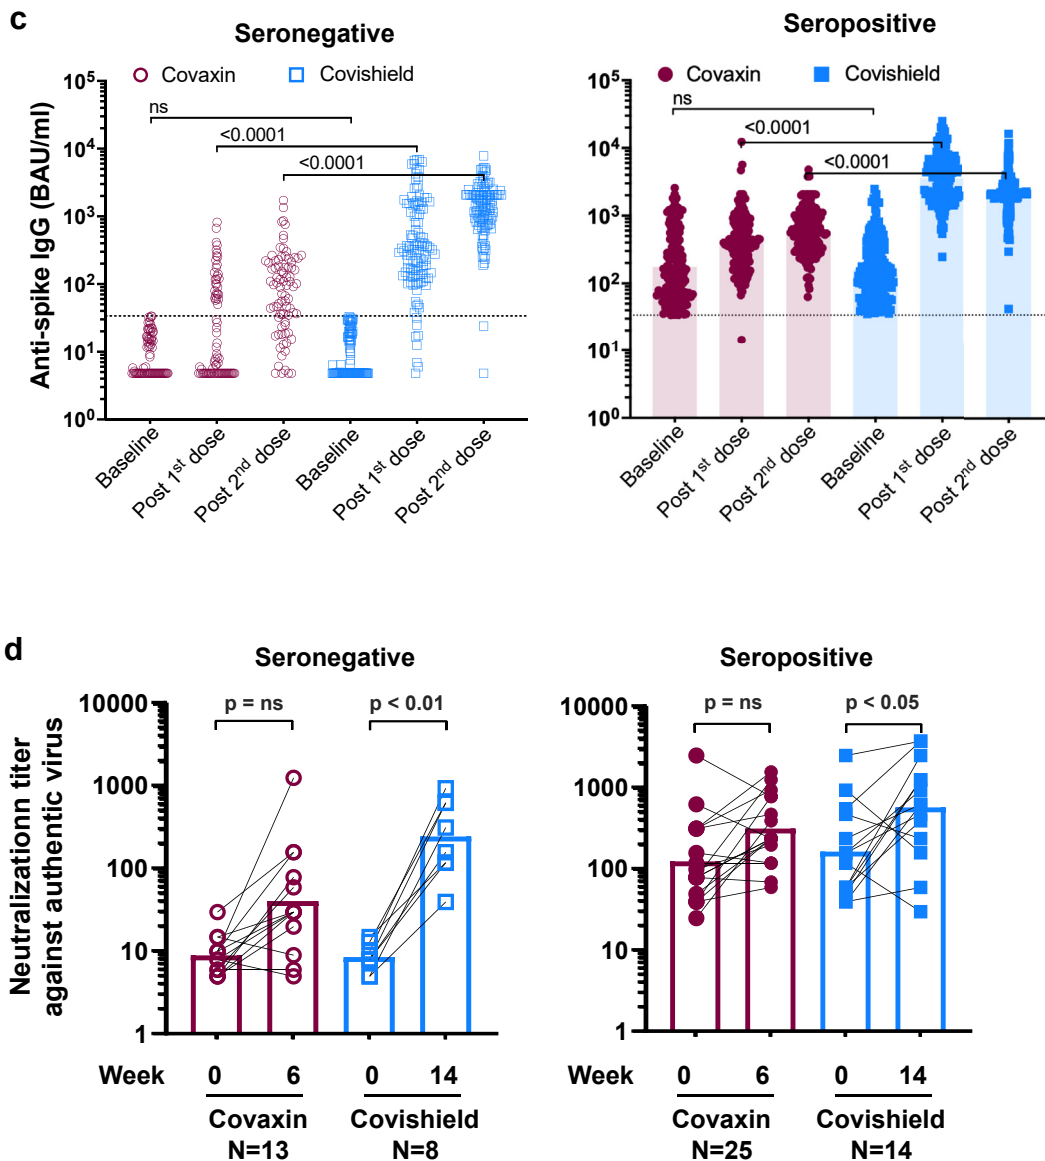 c
Seronegative
Covaxin
Covishield
Anti-spike IgG (BAU/ml)
10⁵
10⁴
10³
10²
10¹
10⁰
ns
<0.0001
<0.0001
Baseline
Post 1ˢᵗ dose
Post 2ⁿᵈ dose
Baseline
Post 1ˢᵗ dose
Post 2ⁿᵈ dose
Seropositive
Covaxin
Covishield
10⁵
10⁴
10³
10²
10¹
10⁰
ns
<0.0001
<0.0001
Baseline
Post 1ˢᵗ dose
Post 2ⁿᵈ dose
Baseline
Post 1ˢᵗ dose
Post 2ⁿᵈ dose
d
Seronegative
Neutralizationn titer
against authentic virus
10000
1000
100
10
1
p = ns
p < 0.01
Week 0 6 0 14
Covaxin Covishield
N=13 N=8
Seropositive
10000
1000
100
10
1
p = ns
p < 0.05
Week 0 6 0 14
Covaxin Covishield
N=25 N=14